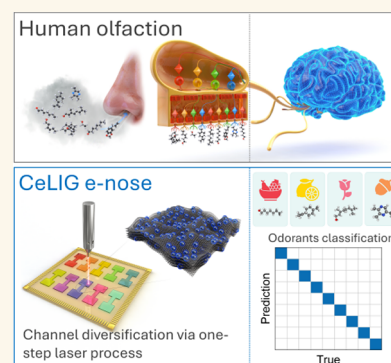 Human olfaction
CeLIG e-nose
Odorants classification
Prediction
True
Channel diversification via one-
step laser process